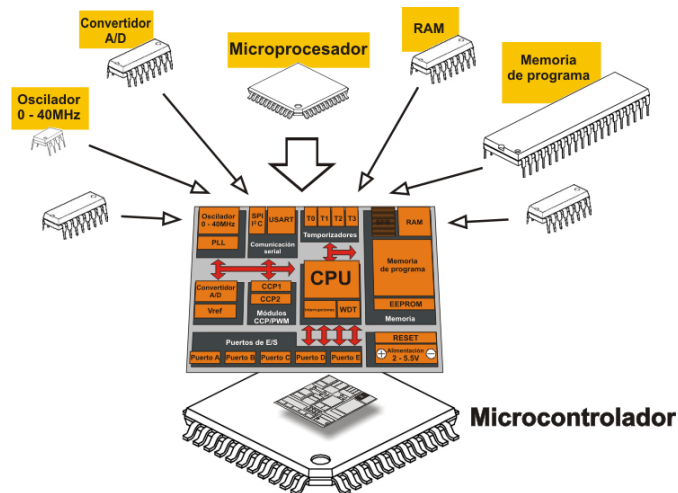 Convertidor
A/D
Microprocesador
RAM
Memoria
de programa
Oscilador
0 - 40MHz
Oscilador
0 - 40MHz
PLL
SPI
I²C
USART
Comunicación
serial
T0 T1 T2 T3
Temporizadores
RAM
Memoria
de programa
EEPROM
Memoria
CPU
Interrupciones
WDT
Convertidor
A/D
Vref
CCP1
CCP2
Módulos
CCP/PWM
Puertos de E/S
Puerto A Puerto B Puerto C Puerto D Puerto E
RESET
Alimentación
2 - 5.5V
Microcontrolador